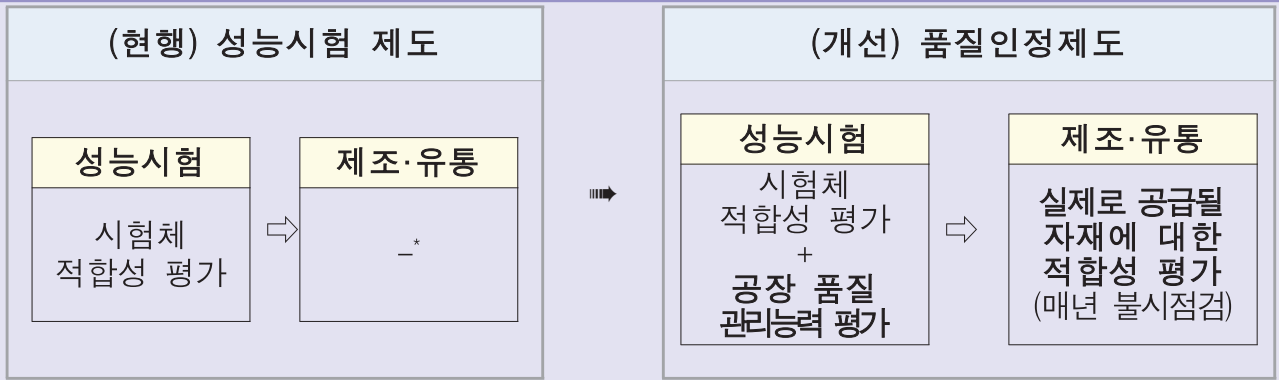 (현행) 성능시험 제도
성능시험
시험체
적합성 평가
제조·유통
–*
(개선) 품질인정제도
성능시험
시험체
적합성 평가
+
공장 품질
관리능력 평가
제조·유통
실제로 공급될
자재에 대한
적합성 평가
(매년 불시점검)